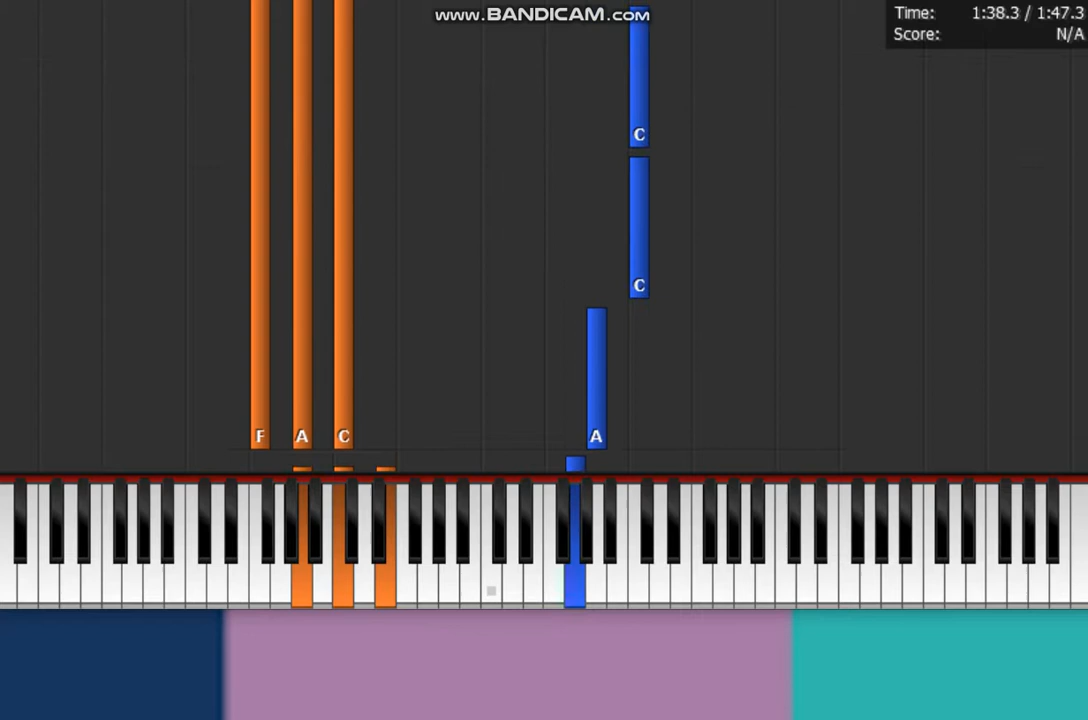 www.BANDICAM.com
Time: 1:38.3 / 1:47.3
Score: N/A
C
C
F A C A